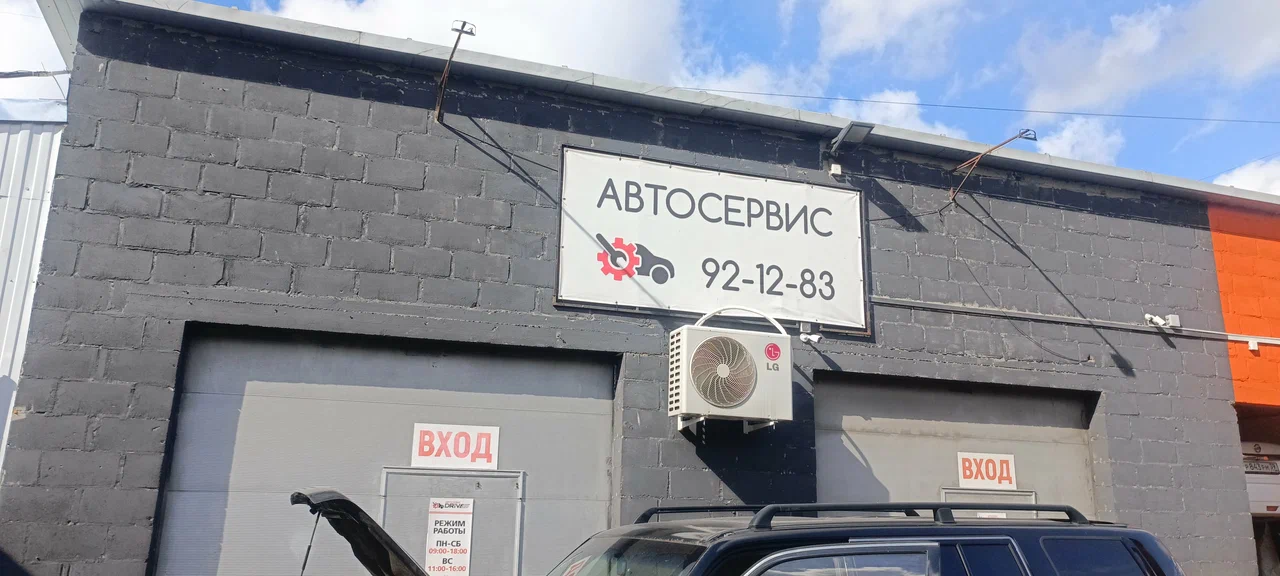 АВТОСЕРВИС
92-12-83
LG
ВХОД
ВХОД
DRIVE
РЕЖИМ
РАБОТЫ
ПН-СБ
09:00-18:00
ВС
11:00-16:00